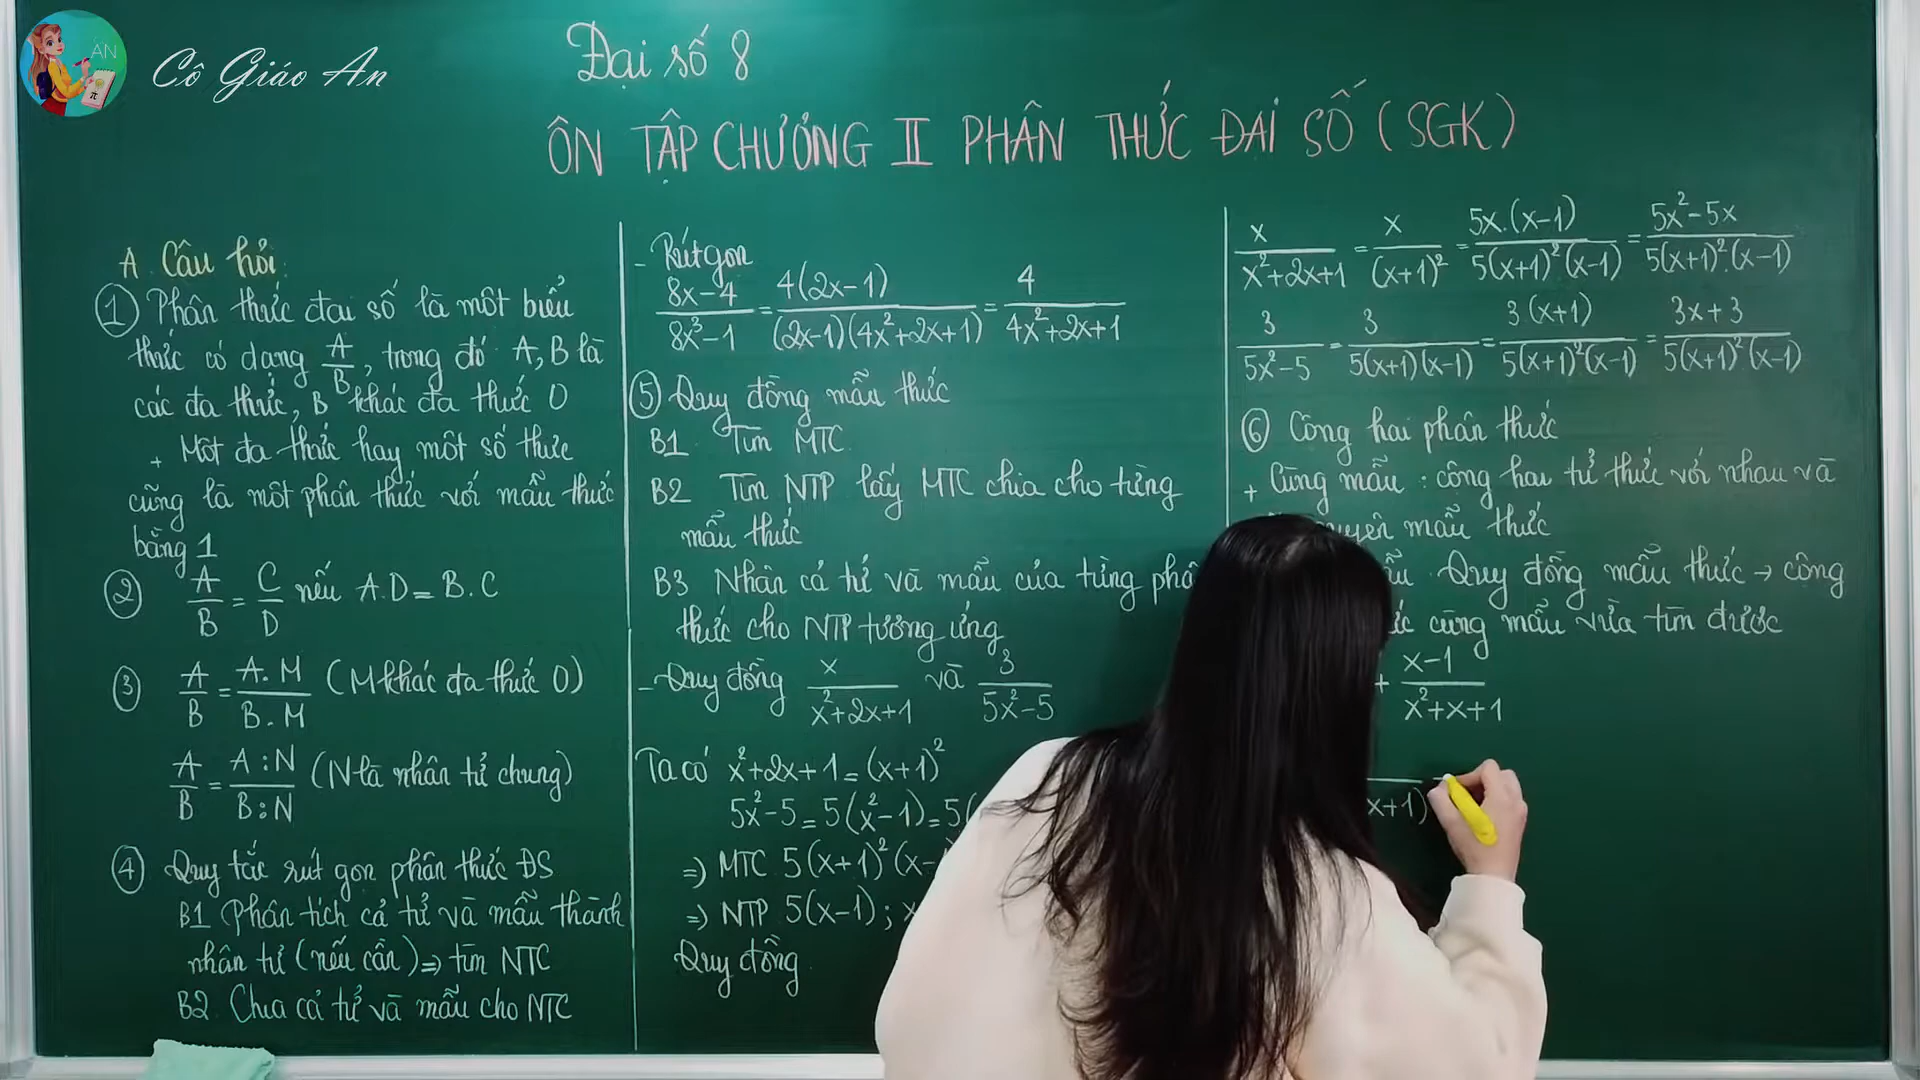 Cô Giáo An
Đại số 8
ÔN TẬP CHƯƠNG II PHÂN THỨC ĐẠI SỐ (SGK)
A. Câu hỏi:
① Phân thức đại số là một biểu
thức có dạng A/B, trong đó A, B là
các đa thức, B khác đa thức 0
+ Một đa thức hay một số thực
cũng là một phân thức với mẫu thức
bằng 1
② A/B = C/D nếu A.D = B.C
③ A/B = A.M/B.M (M khác đa thức 0)
A/B = A:N/B:N (N là nhân tử chung)
④ Quy tắc rút gọn phân thức ĐS
B1 Phân tích cả tử và mẫu thành
nhân tử (nếu cần) => tìm NTC
B2. Chia cả tử và mẫu cho NTC
- Rút gọn
8x-4/8x³-1 = 4(2x-1)/(2x-1)(4x²+2x+1) = 4/4x²+2x+1
⑤ Quy đồng mẫu thức
B1 Tìm MTC
B2 Tìm NTP lấy MTC chia cho từng
mẫu thức
B3 Nhân cả tử và mẫu của từng
thức cho NTP tương ứng
- Quy đồng x/x²+2x+1 và 3/5x²-5
Ta có x²+2x+1 = (x+1)²
5x²-5 = 5(x²-1) = 5(
=> MTC 5(x+1)²(x-
=> NTP 5(x-1); x
Quy đồng
x/x²+2x+1 = x/(x+1)² = 5x.(x-1)/5(x+1)².(x-1) = 5x²-5x/5(x+1)².(x-1)
3/5x²-5 = 3/5(x+1)(x-1) = 3(x+1)/5(x+1)²(x-1) = 3x+3/5(x+1)²(x-1)
⑥ Cộng hai phân thức
+ Cùng mẫu: cộng hai tử thức với nhau và
mẫu thức
Quy đồng mẫu thức → cộng
cùng mẫu vừa tìm được
+ x-1/x²+x+1
x+1)